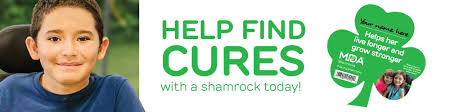 HELP FIND
CURES
with a shamrock today!
Your name here
Helps her
live longer and
grow stronger
MDA